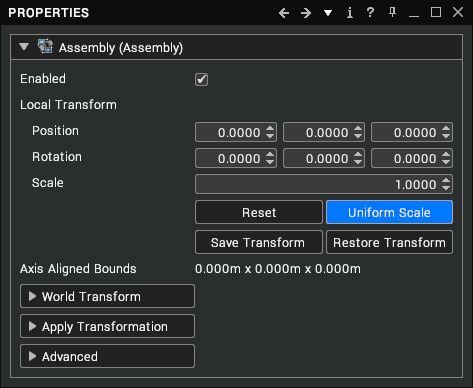 PROPERTIES
Assembly (Assembly)
Enabled
Local Transform
Position 0.0000 0.0000 0.0000
Rotation 0.0000 0.0000 0.0000
Scale 1.0000
Reset Uniform Scale
Save Transform Restore Transform
Axis Aligned Bounds 0.000m x 0.000m x 0.000m
World Transform
Apply Transformation
Advanced